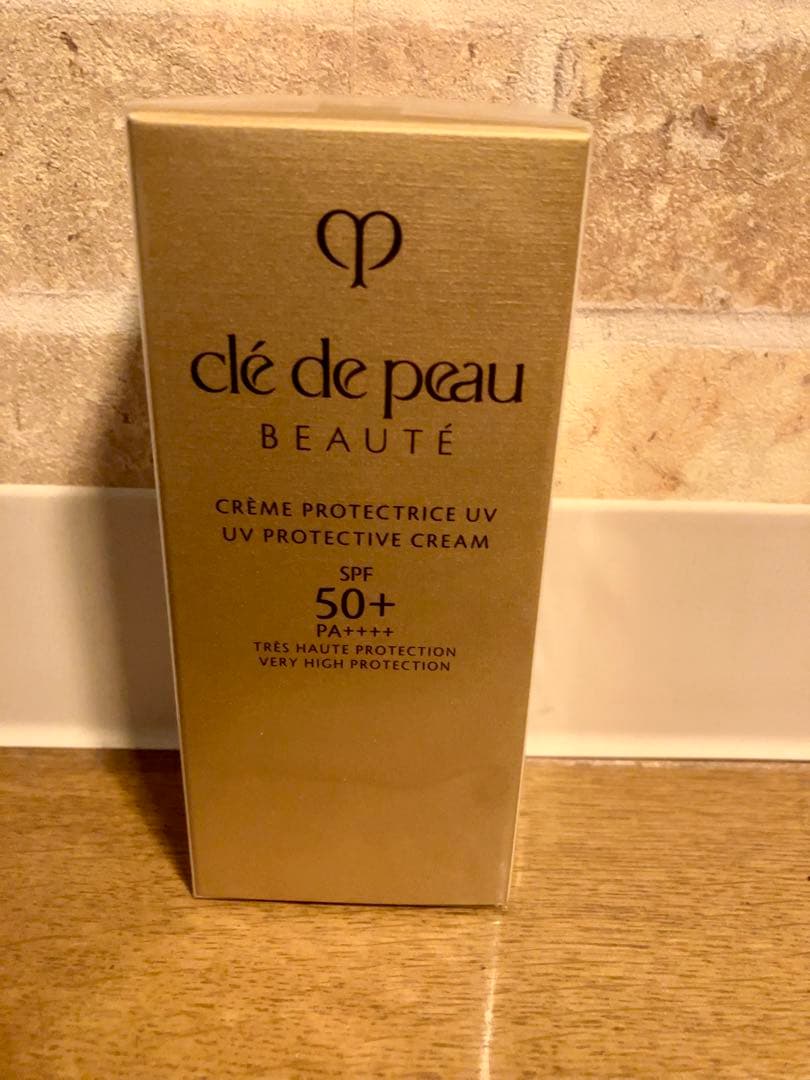 clé de peau
BEAUTÉ
CRÈME PROTECTRICE UV
UV PROTECTIVE CREAM
SPF
50+
PA++++
TRÈS HAUTE PROTECTION
VERY HIGH PROTECTION